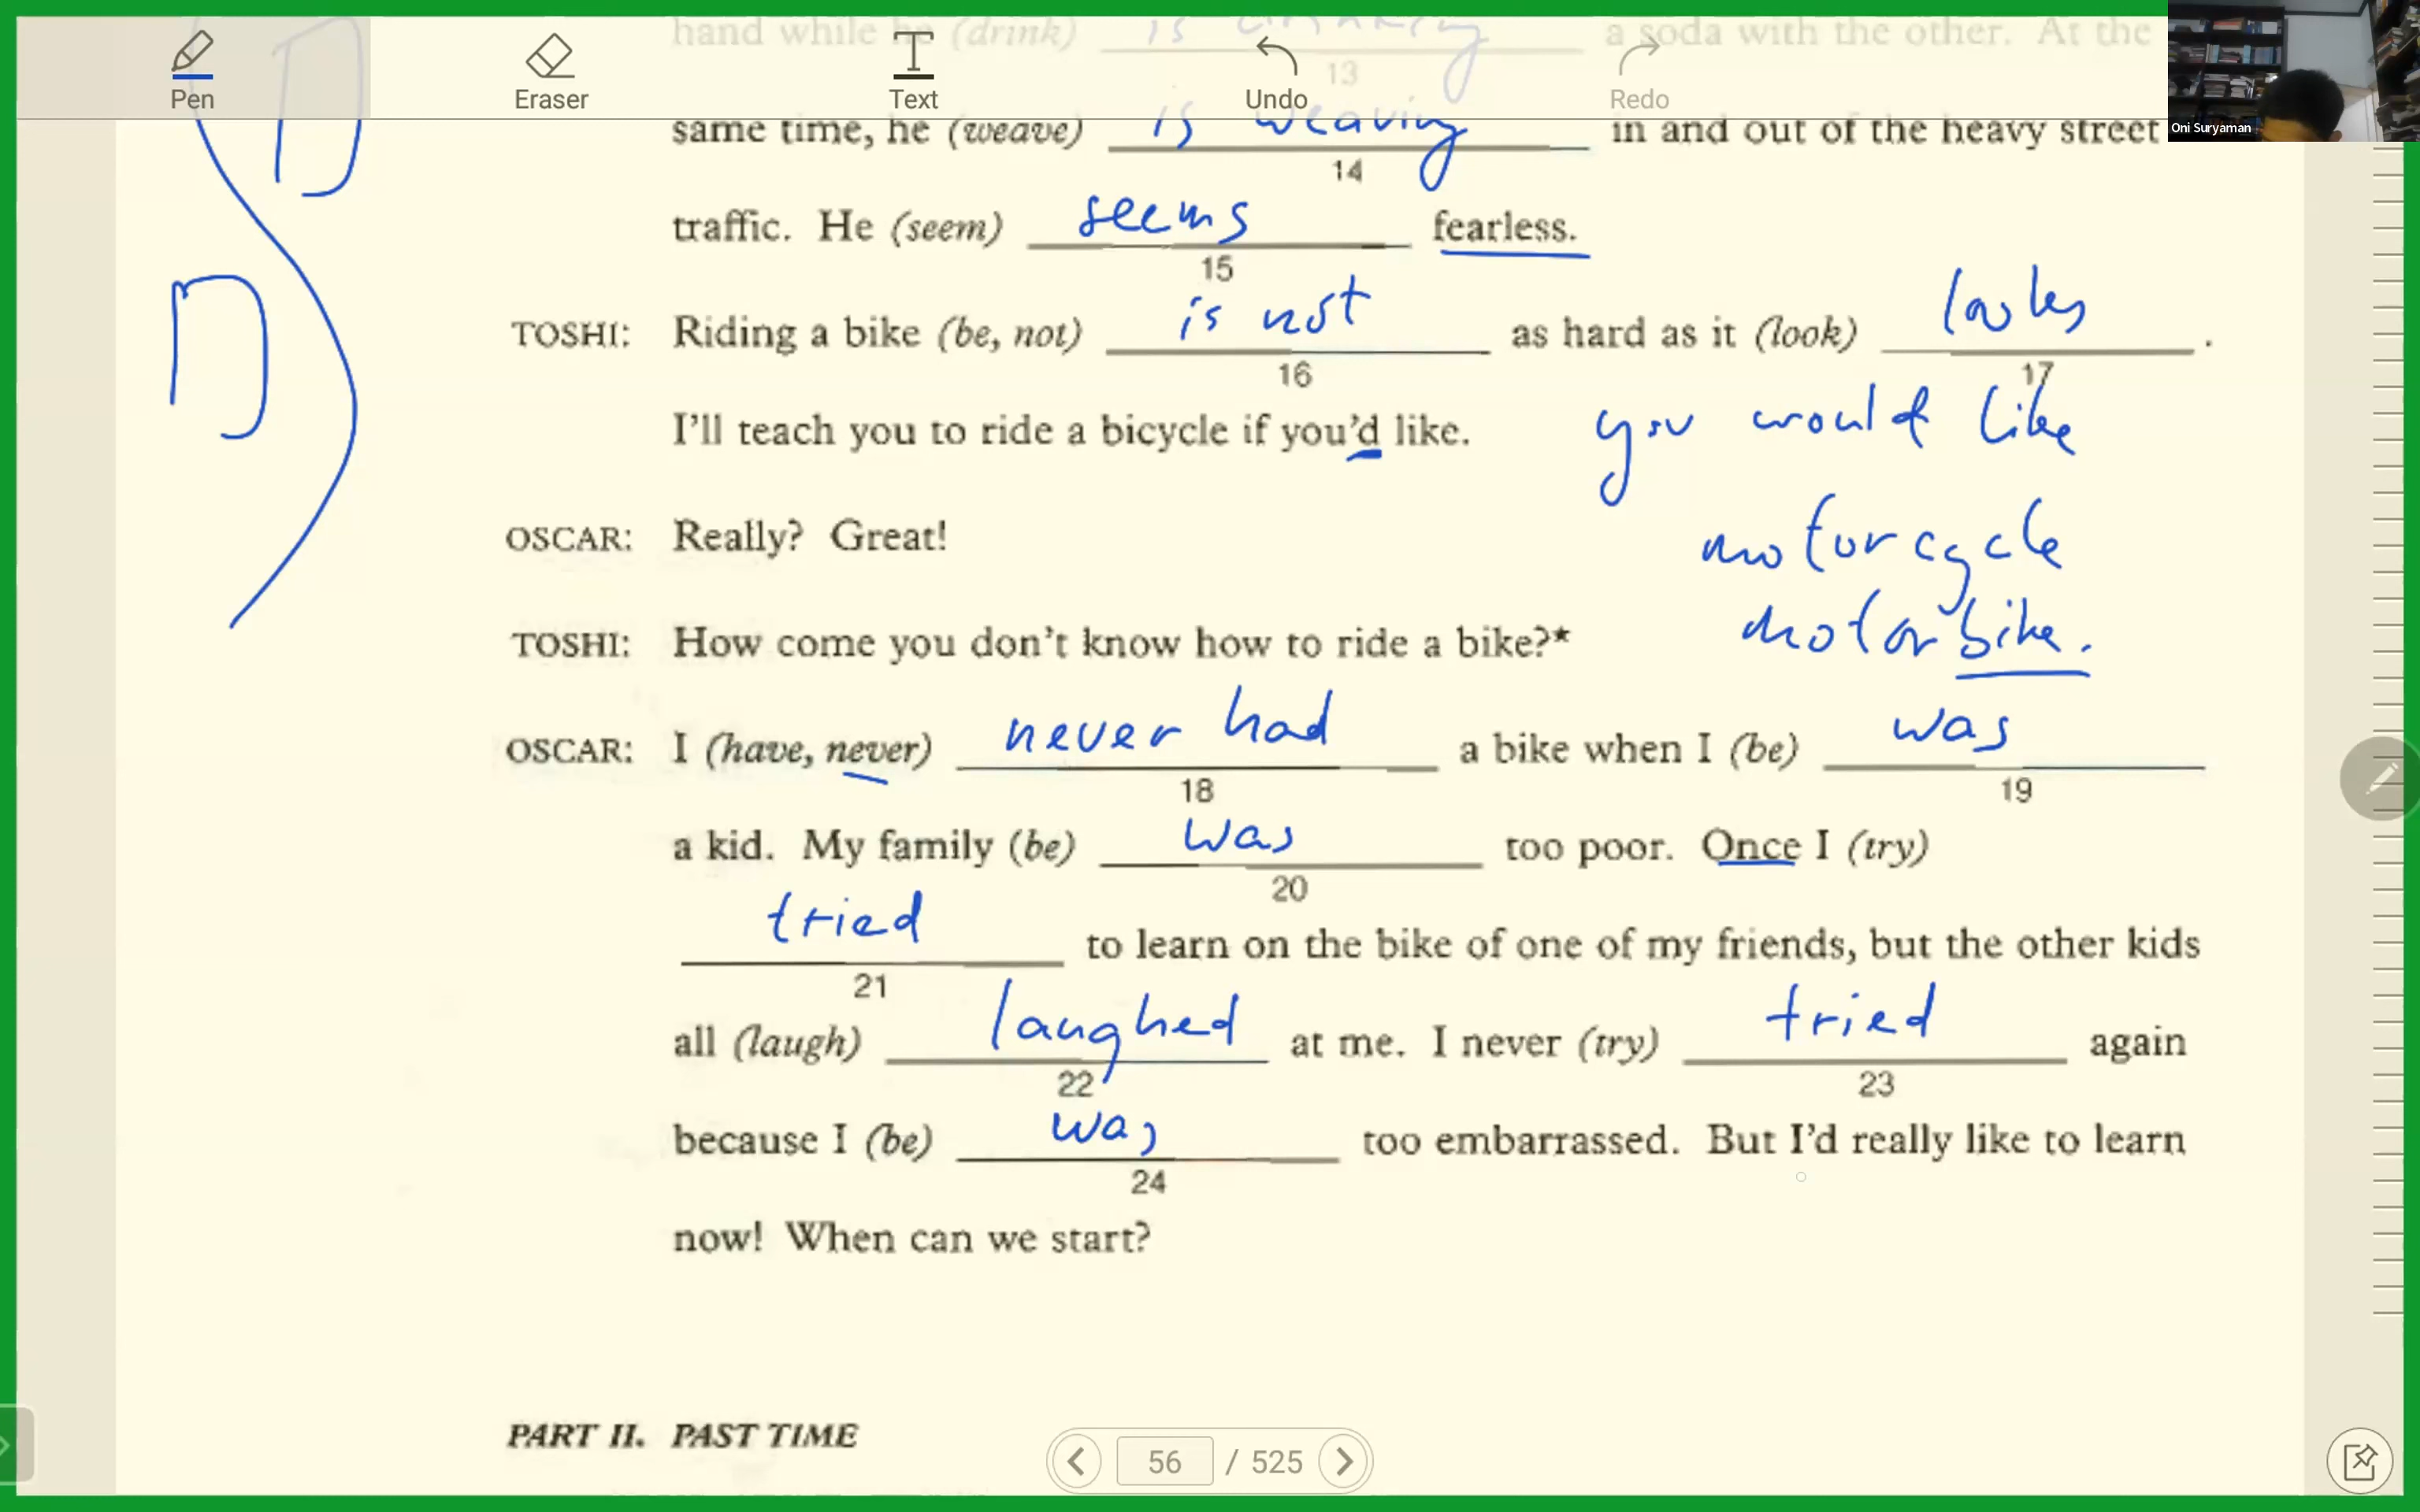 hand while he (drink) is drinking a soda with the other. At the
13
Pen Eraser Text Undo Redo
Oni Suryaman
same time, he (weave) is weaving in and out of the heavy street
14
traffic. He (seem) seems fearless.
15
TOSHI: Riding a bike (be, not) is not as hard as it (look) looks .
16 17
I'll teach you to ride a bicycle if you'd like. you would like
OSCAR: Really? Great! motorcycle
TOSHI: How come you don't know how to ride a bike?* motorbike.
OSCAR: I (have, never) never had a bike when I (be) was
18 19
a kid. My family (be) was too poor. Once I (try)
20
tried to learn on the bike of one of my friends, but the other kids
21
all (laugh) laughed at me. I never (try) tried again
22 23
because I (be) was too embarrassed. But I'd really like to learn
24
now! When can we start?
PART II. PAST TIME
56 / 525